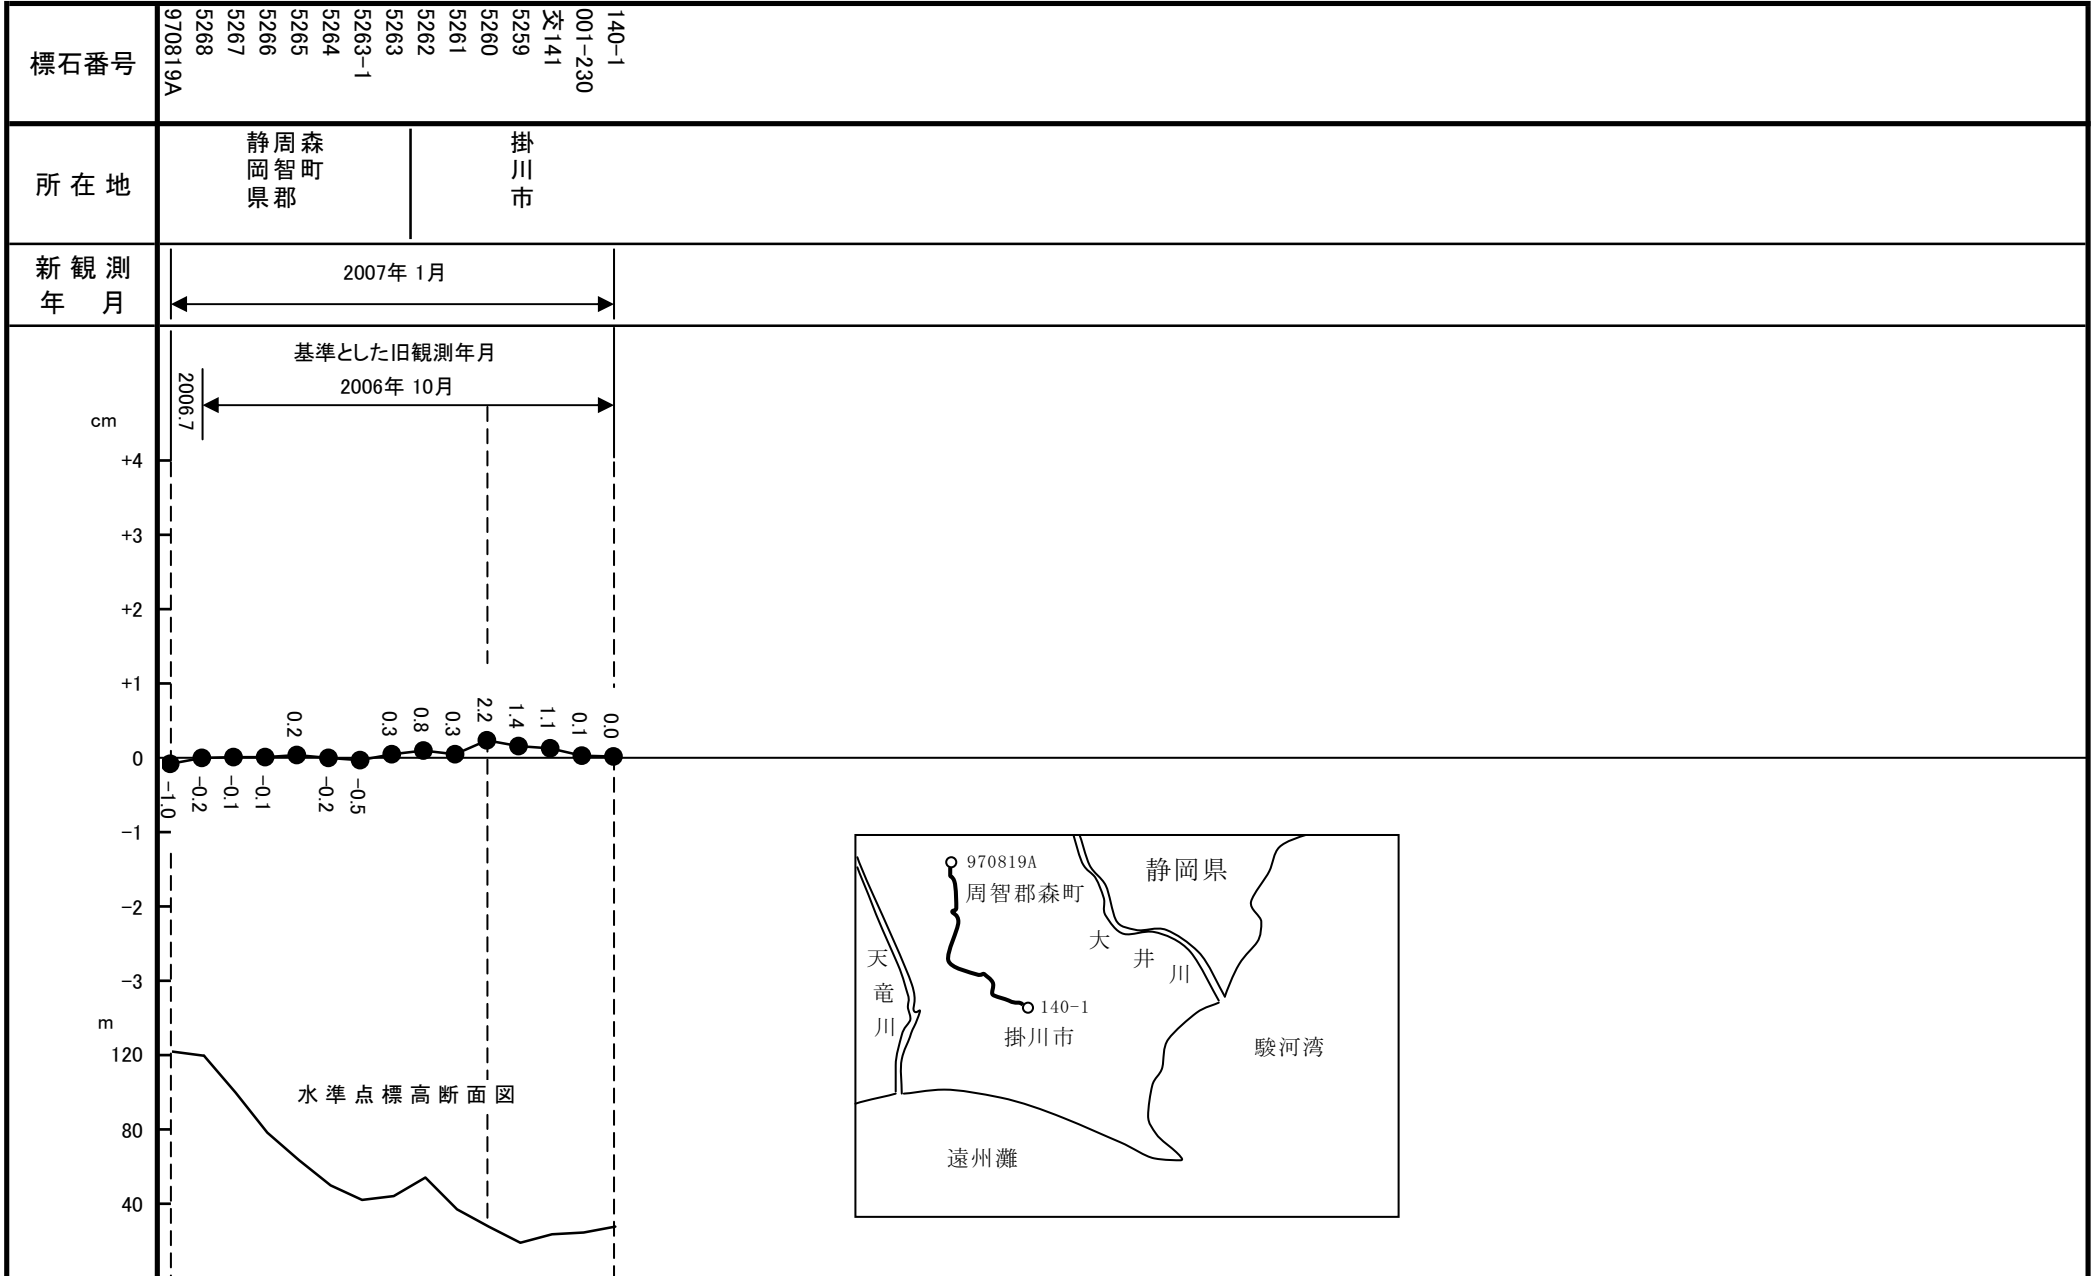 標石番号
970819A
5268
5267
5266
5265
5264
5263-1
5263
5262
5261
5260
5259
交141
001-230
140-1
所在地
静岡県
周智郡
森町
掛川市
新観測
年 月
2007年 1月
基準とした旧観測年月
2006年 10月
2006.7
cm
+4
+3
+2
+1
0
-1
-2
-3
-1.0
-0.2
-0.1
-0.1
0.2
-0.2
-0.5
0.3
0.8
0.3
2.2
1.4
1.1
0.1
0.0
m
120
80
40
水準点標高断面図
970819A
周智郡森町
静岡県
大井川
天竜川
140-1
掛川市
駿河湾
遠州灘